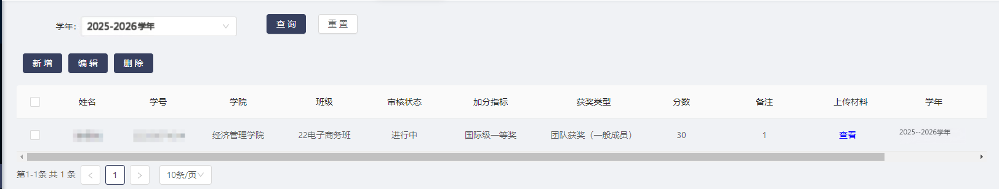 学年： 2025-2026学年 查 询 重 置
新 增 编 辑 删 除
姓名 学号 学院 班级 审核状态 加分指标 获奖类型 分数 备注 上传材料 学年
经济管理学院 22电子商务班 进行中 国际级一等奖 团队获奖（一般成员） 30 1 查看 2025--2026学年
第1-1条 共 1 条 < 1 > 10条/页